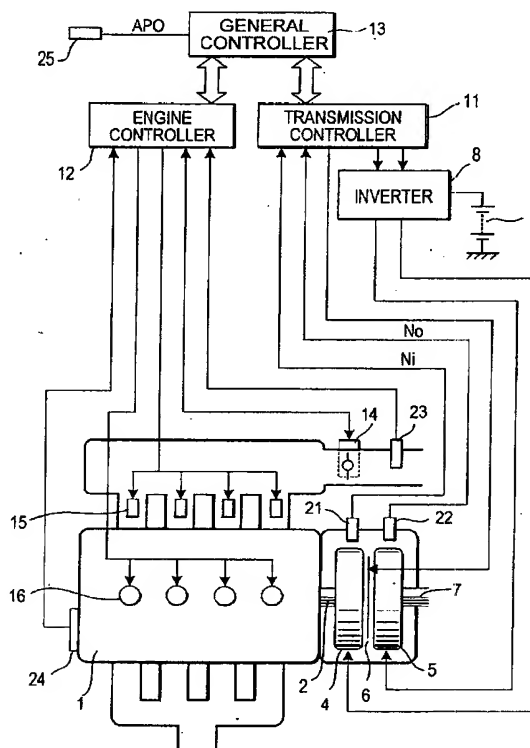 APO
GENERAL
CONTROLLER
13
25
ENGINE
CONTROLLER
12
TRANSMISSION
CONTROLLER
11
INVERTER
8
No
Ni
14
23
15
21
22
16
7
24
1
2
4
6
5